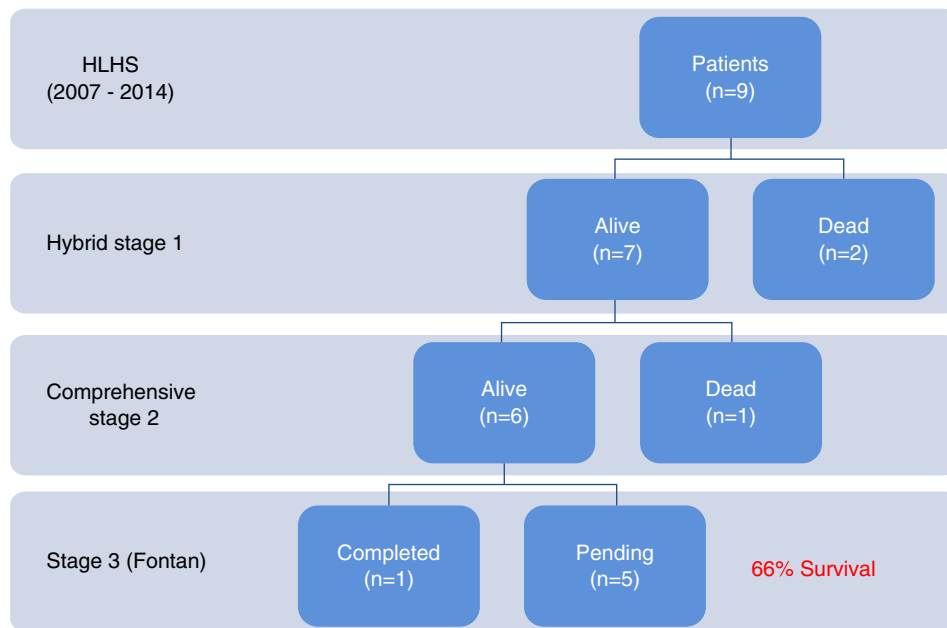 HLHS
(2007 - 2014)
Patients
(n=9)
Hybrid stage 1
Alive
(n=7)
Dead
(n=2)
Comprehensive
stage 2
Alive
(n=6)
Dead
(n=1)
Stage 3 (Fontan)
Completed
(n=1)
Pending
(n=5)
66% Survival